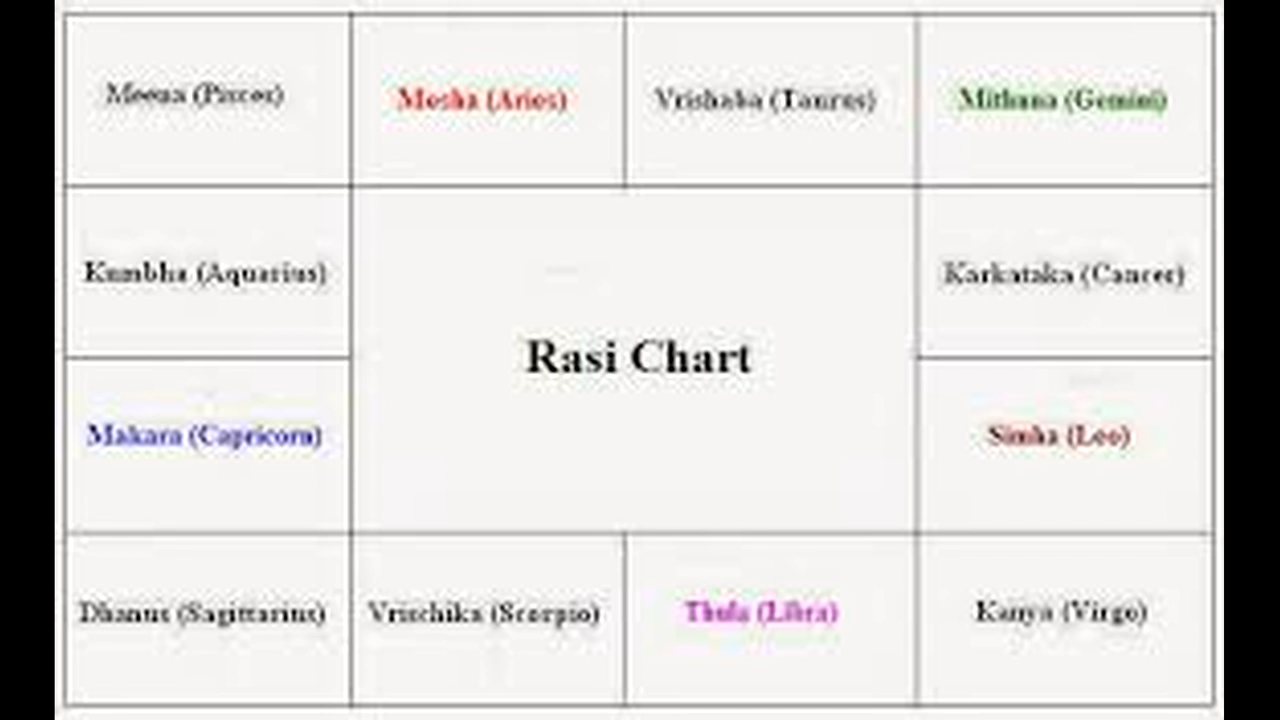 Meena (Pisces)
Mesha (Aries)
Vrishaba (Taurus)
Mithuna (Gemini)
Kumbha (Aquarius)
Karkataka (Cancer)
Rasi Chart
Makara (Capricorn)
Simha (Leo)
Dhanus (Sagittarius)
Vrischika (Scorpio)
Thula (Libra)
Kanya (Virgo)